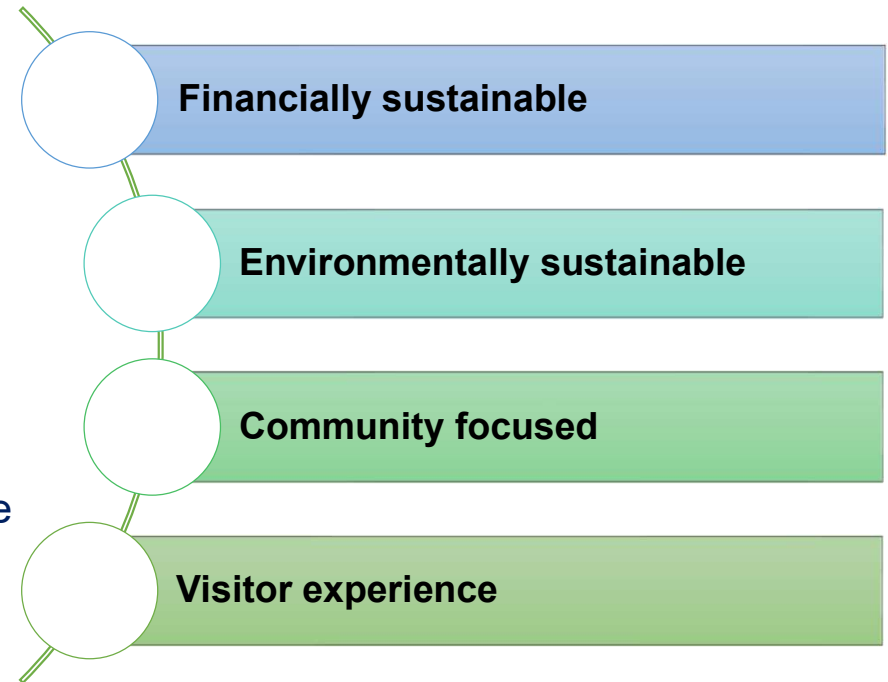 Financially sustainable
Environmentally sustainable
Community focused
e
Visitor experience